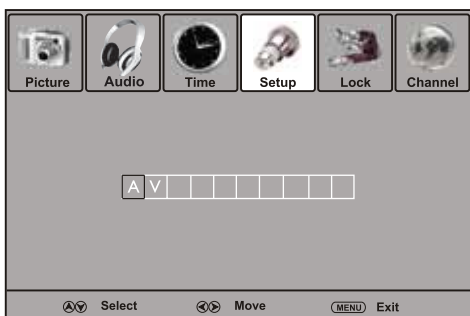 Picture Audio Time Setup Lock Channel
A V
Select Move MENU Exit